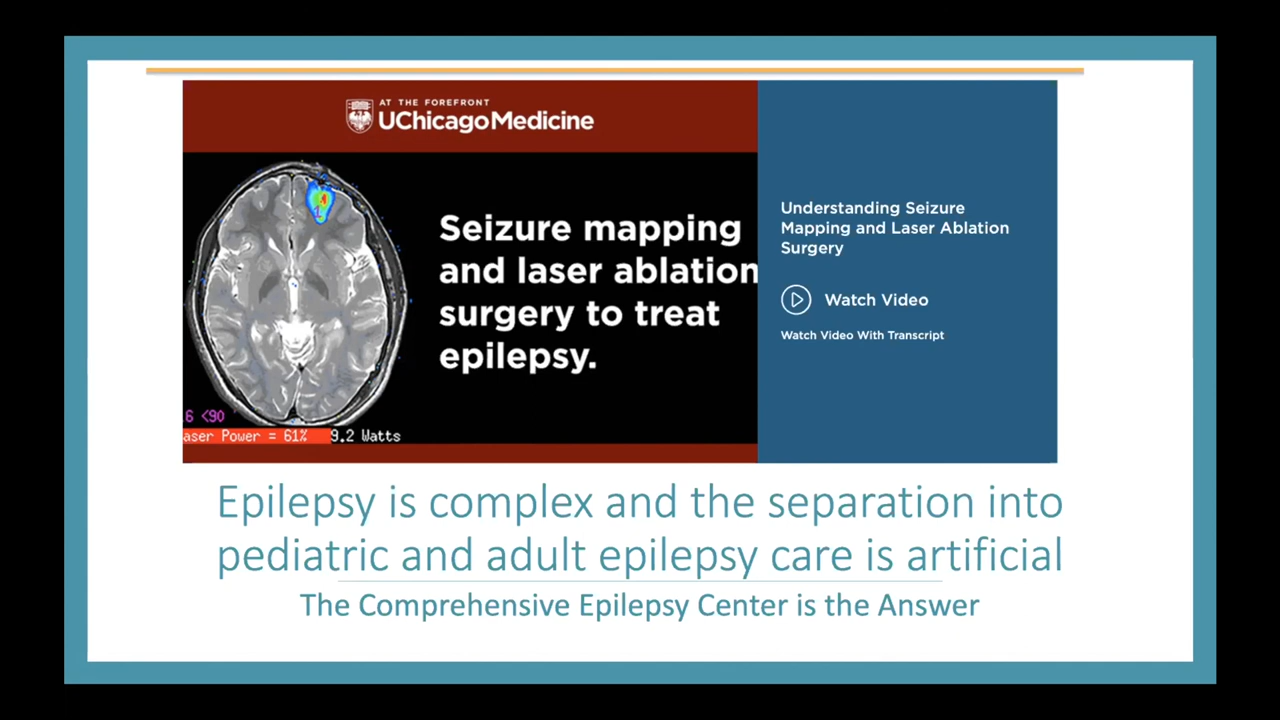 AT THE FOREFRONT
UChicagoMedicine
Seizure mapping
and laser ablation
surgery to treat
epilepsy.
6 <90
aser Power = 61% 9.2 Watts
Understanding Seizure
Mapping and Laser Ablation
Surgery
Watch Video
Watch Video With Transcript
Epilepsy is complex and the separation into
pediatric and adult epilepsy care is artificial
The Comprehensive Epilepsy Center is the Answer